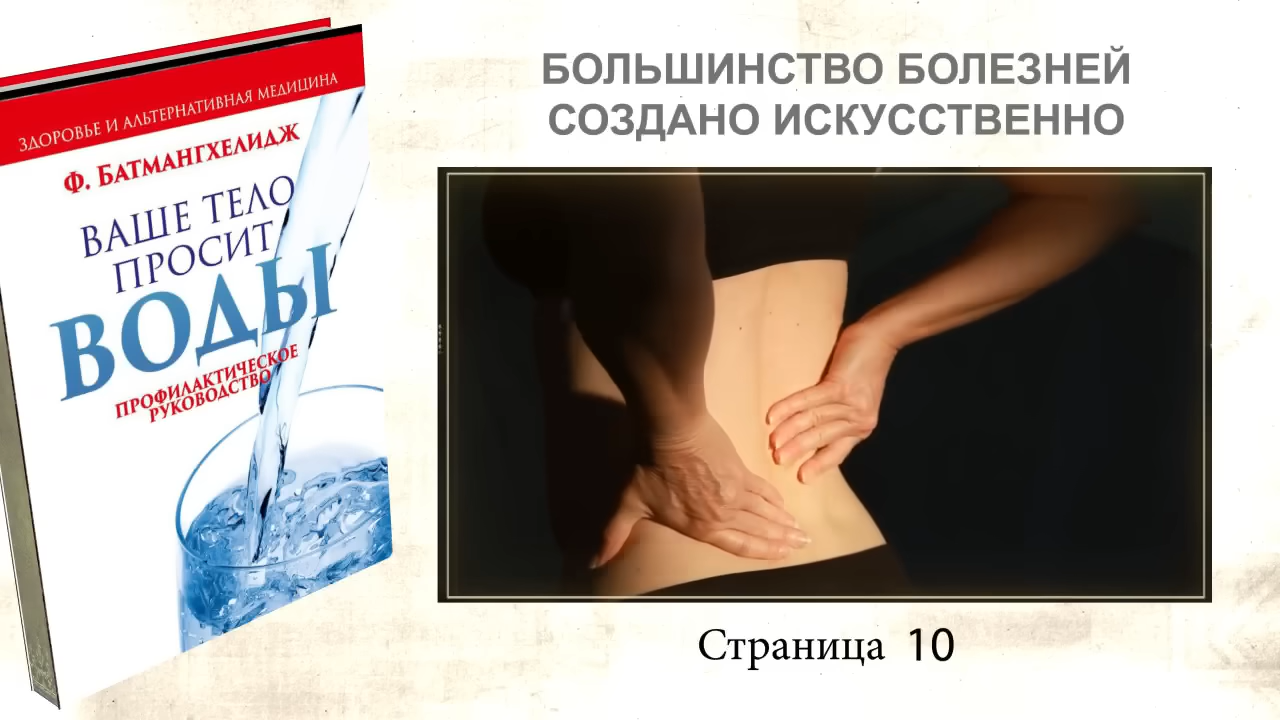 ЗДОРОВЬЕ И АЛЬТЕРНАТИВНАЯ МЕДИЦИНА
Ф. БАТМАНГХЕЛИДЖ
ВАШЕ ТЕЛО
ПРОСИТ
ВОДЫ
ПРОФИЛАКТИЧЕСКОЕ
РУКОВОДСТВО
БОЛЬШИНСТВО БОЛЕЗНЕЙ
СОЗДАНО ИСКУССТВЕННО
Страница 10